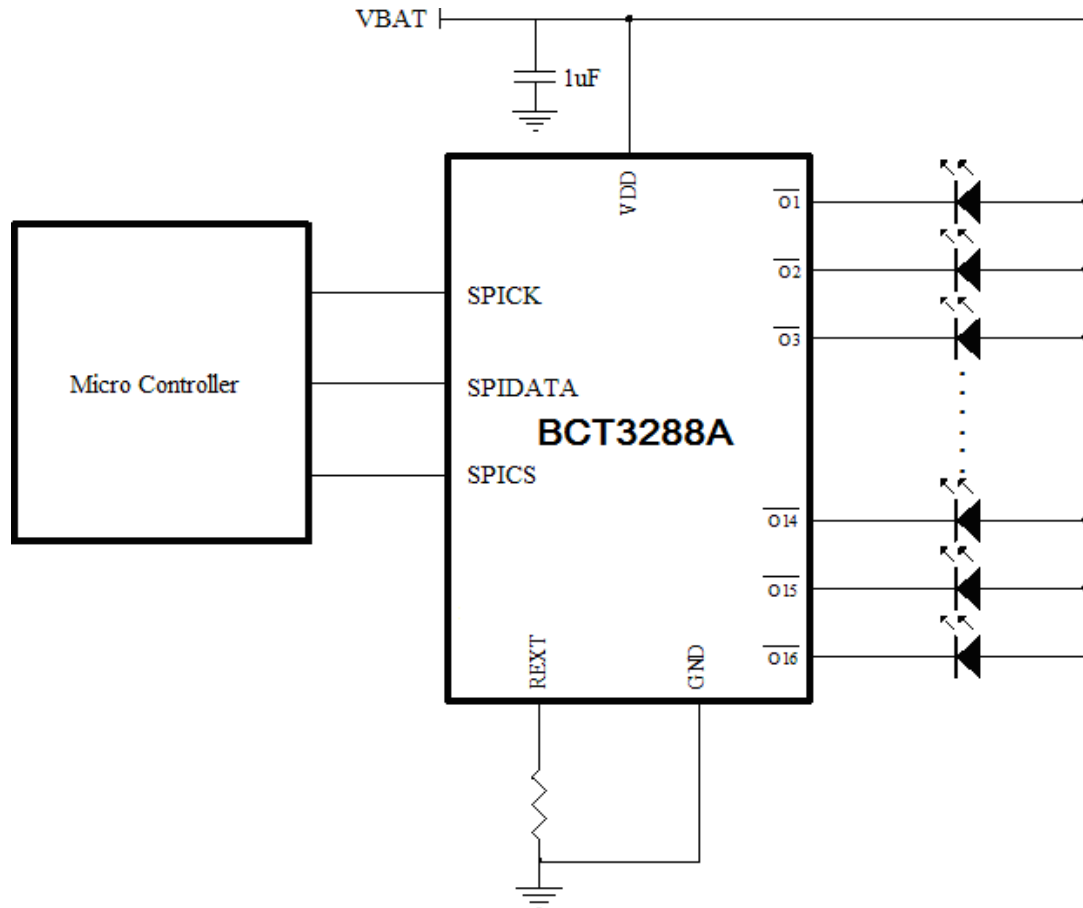 VBAT
1uF
VDD
O1
O2
SPICK
O3
Micro Controller
SPIDATA
BCT3288A
SPICS
O14
O15
O16
REXT
GND